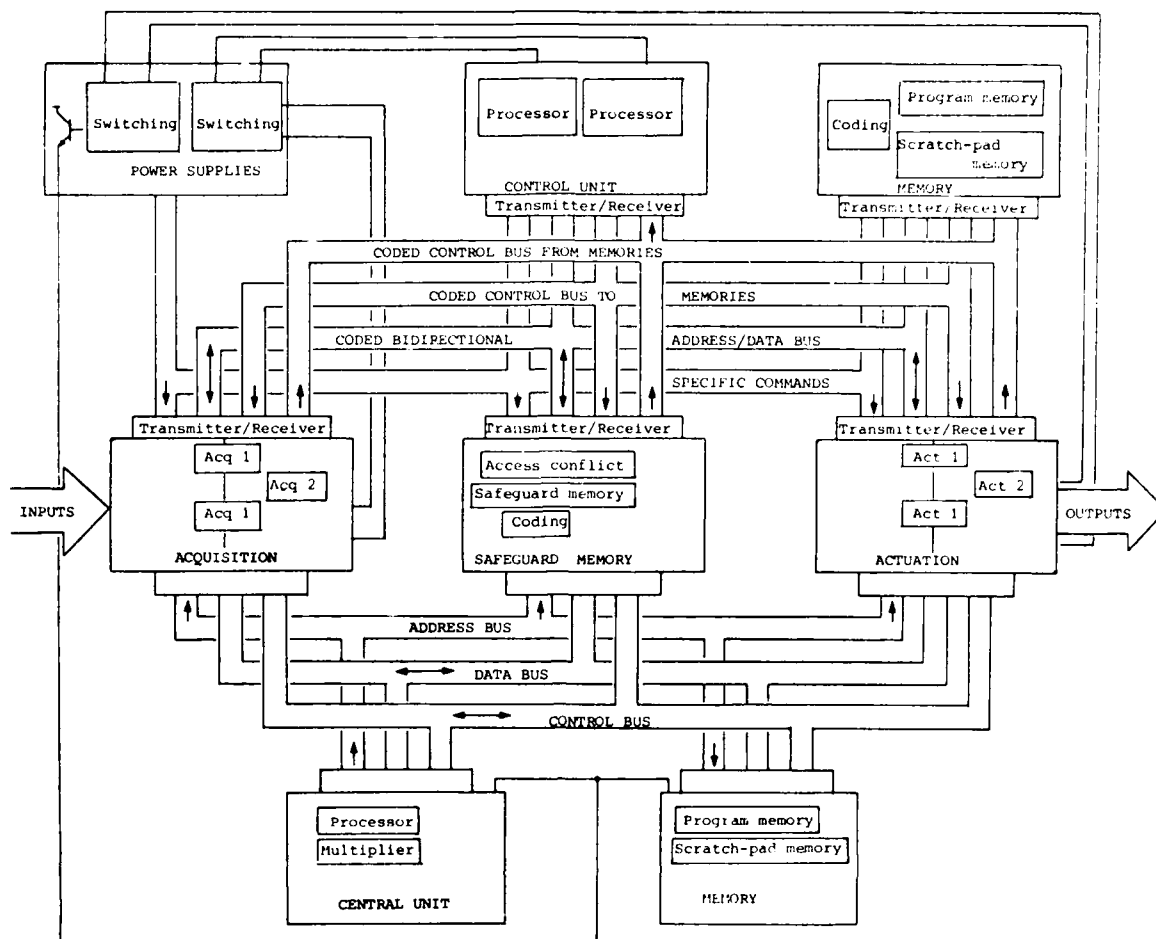 Switching
Switching
POWER SUPPLIES
Processor
Processor
CONTROL UNIT
Transmitter/Receiver
Coding
Program memory
Scratch-pad
memory
MEMORY
Transmitter/Receiver
CODED CONTROL BUS FROM MEMORIES
CODED CONTROL BUS TO MEMORIES
CODED BIDIRECTIONAL ADDRESS/DATA BUS
SPECIFIC COMMANDS
Transmitter/Receiver
Acq 1
Acq 2
Acq 1
ACQUISITION
INPUTS
Transmitter/Receiver
Access conflict
Safeguard memory
Coding
SAFEGUARD MEMORY
Transmitter/Receiver
Act 1
Act 2
Act 1
ACTUATION
OUTPUTS
ADDRESS BUS
DATA BUS
CONTROL BUS
Processor
Multiplier
CENTRAL UNIT
Program memory
Scratch-pad memory
MEMORY